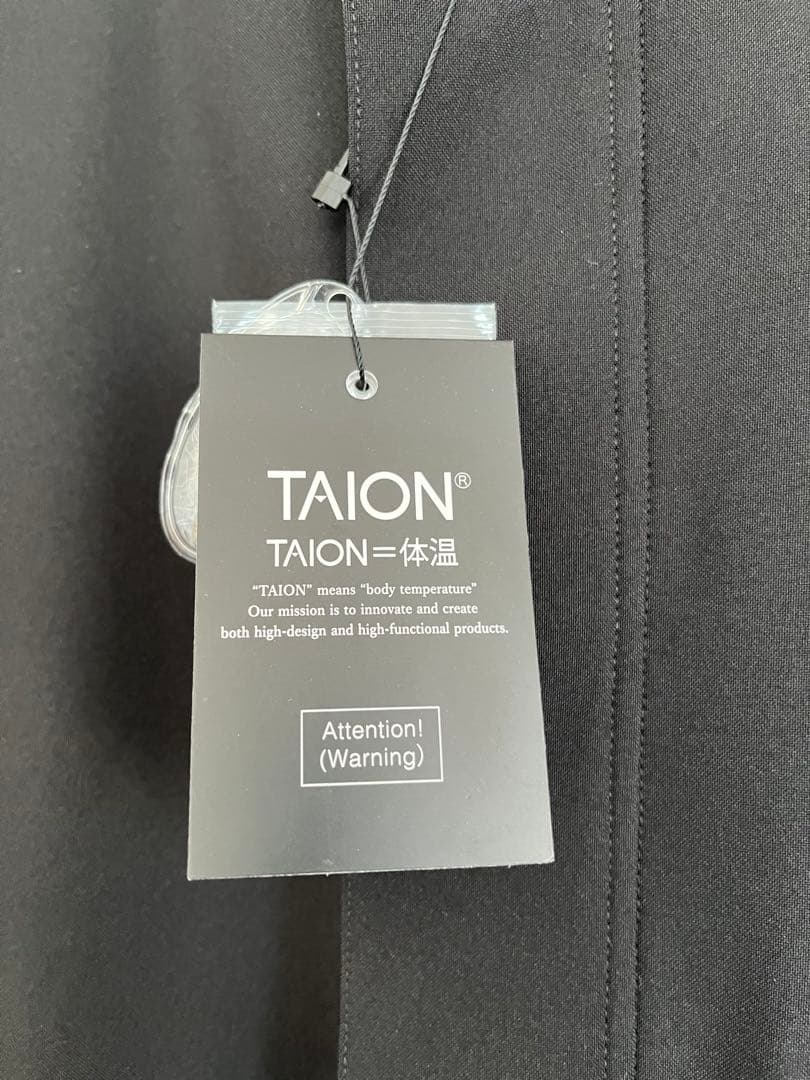 TAION®
TAION=体温
“TAION” means “body temperature”
Our mission is to innovate and create
both high-design and high-functional products.
Attention!
(Warning)